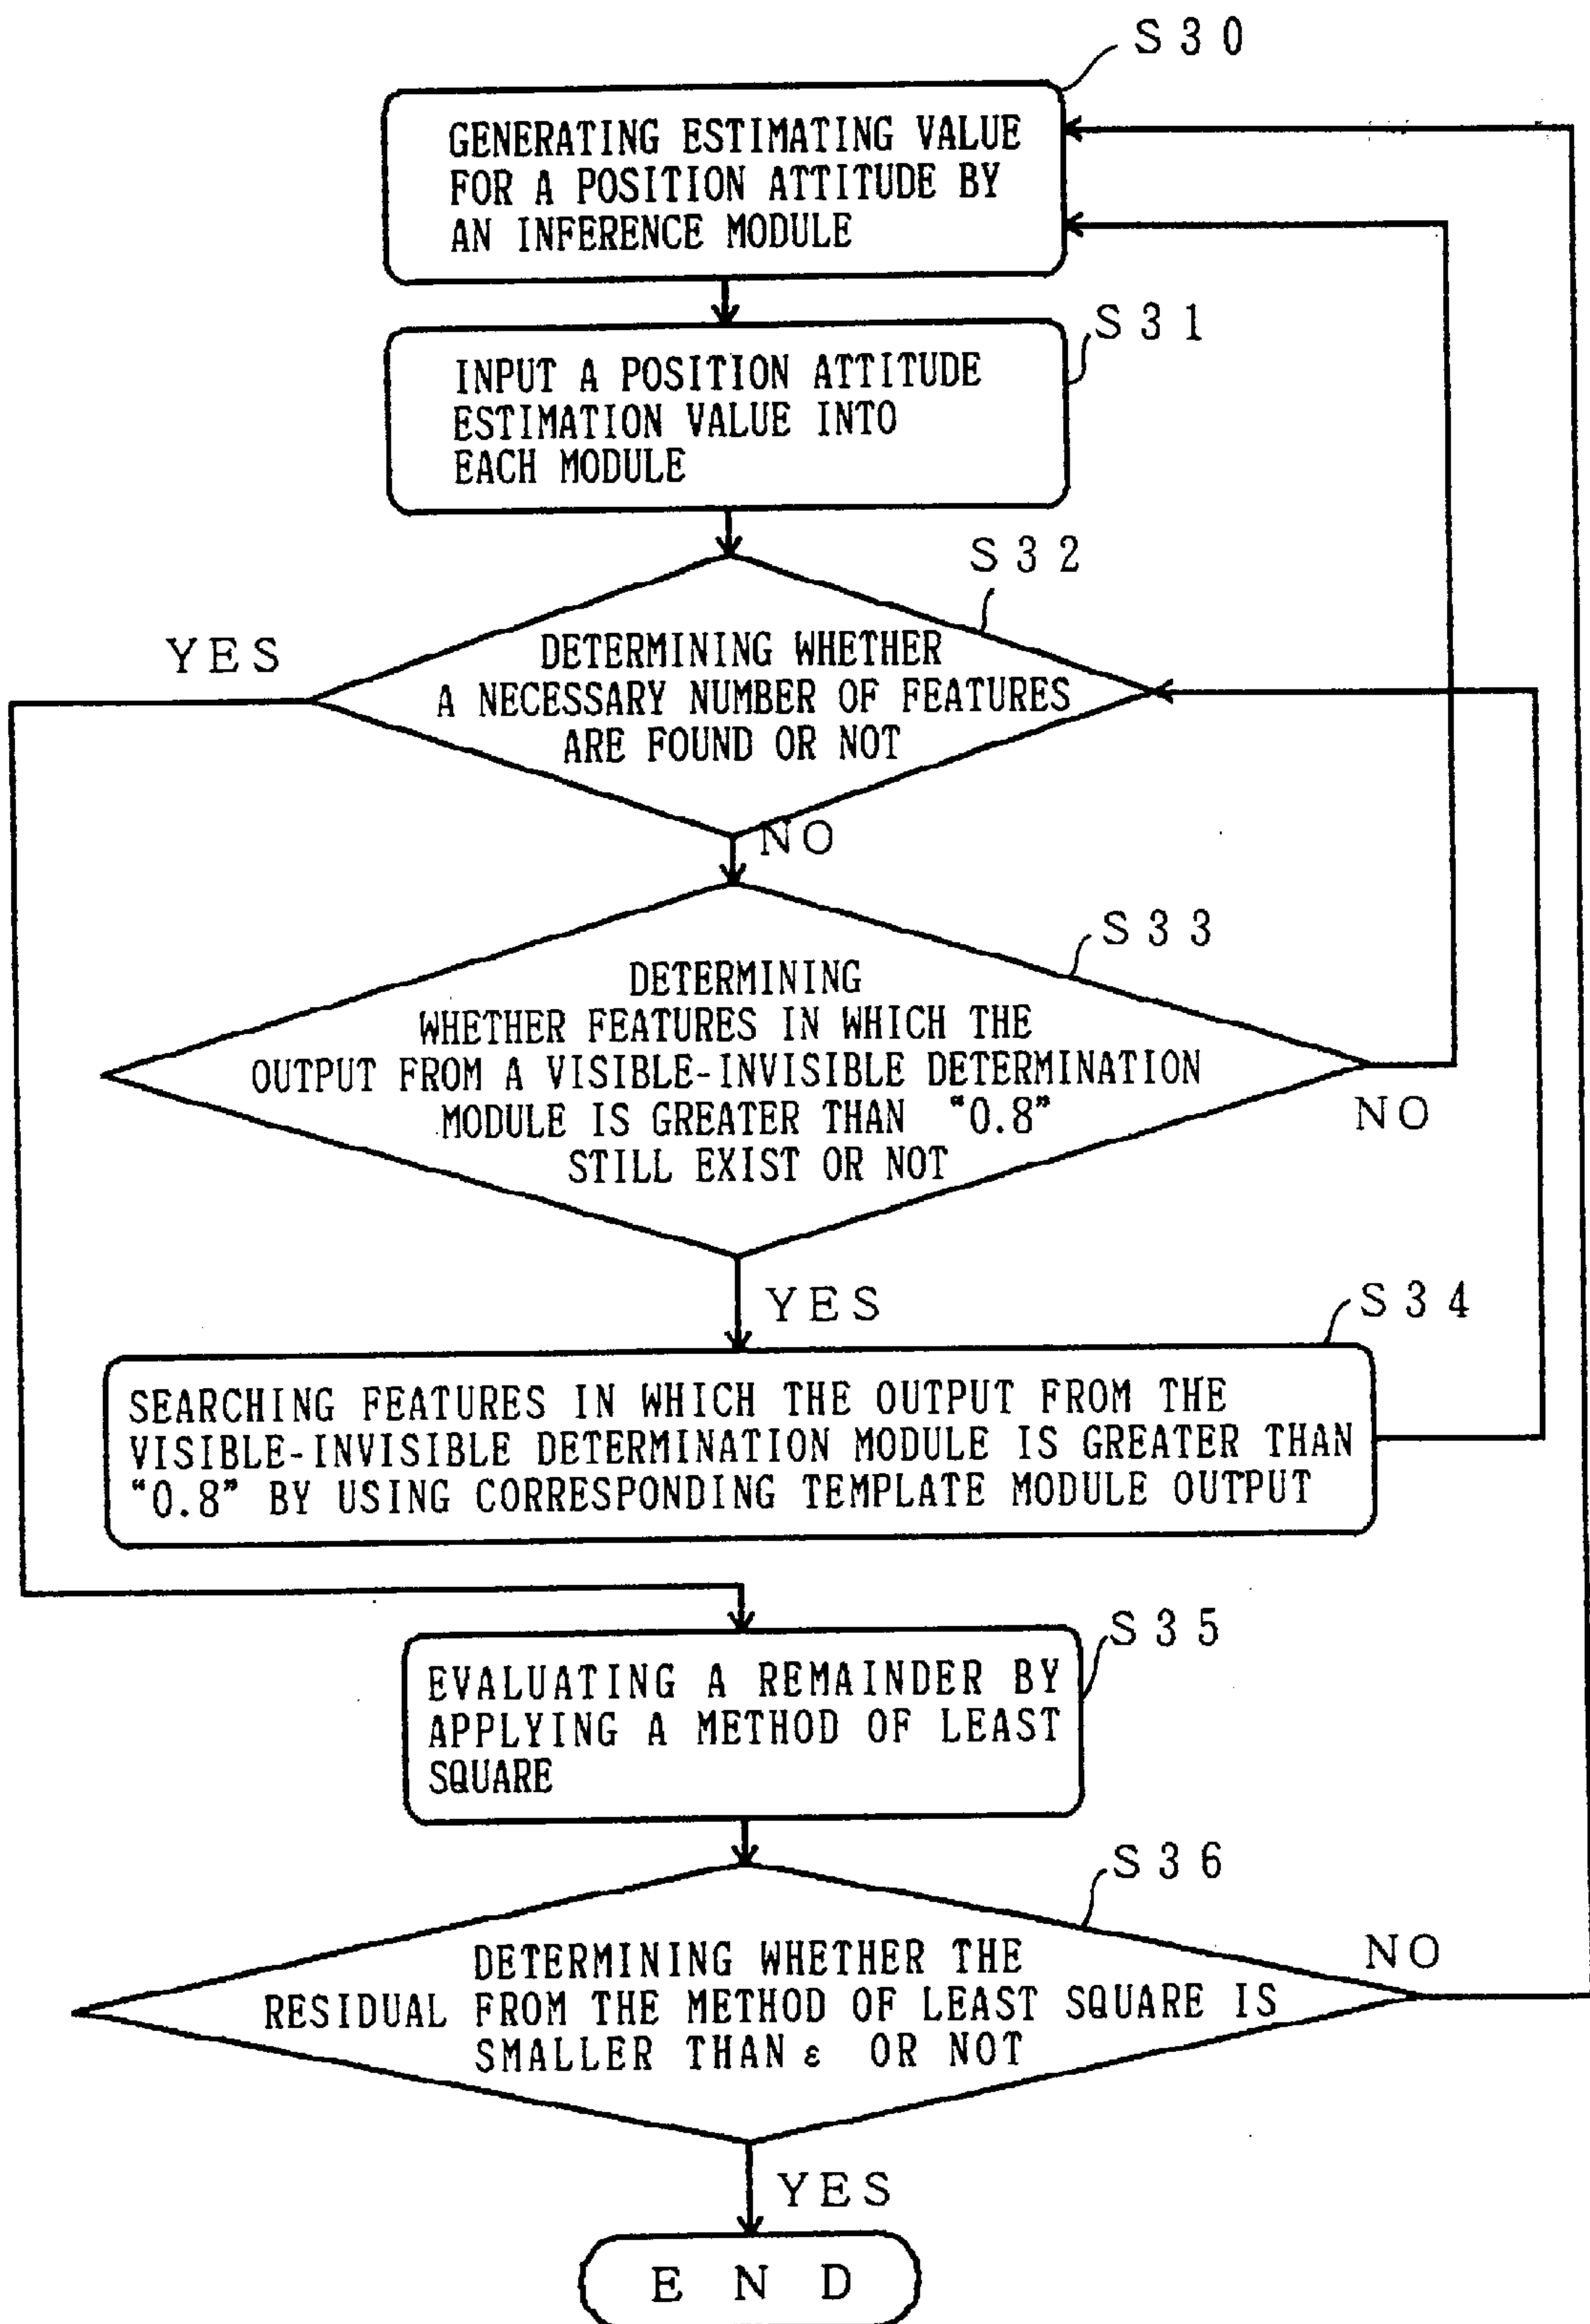 S30
GENERATING ESTIMATING VALUE
FOR A POSITION ATTITUDE BY
AN INFERENCE MODULE
S31
INPUT A POSITION ATTITUDE
ESTIMATION VALUE INTO
EACH MODULE
S32
YES
DETERMINING WHETHER
A NECESSARY NUMBER OF FEATURES
ARE FOUND OR NOT
NO
S33
DETERMINING
WHETHER FEATURES IN WHICH THE
OUTPUT FROM A VISIBLE-INVISIBLE DETERMINATION
MODULE IS GREATER THAN "0.8"
STILL EXIST OR NOT
NO
YES
S34
SEARCHING FEATURES IN WHICH THE OUTPUT FROM THE
VISIBLE-INVISIBLE DETERMINATION MODULE IS GREATER THAN
"0.8" BY USING CORRESPONDING TEMPLATE MODULE OUTPUT
S35
EVALUATING A REMAINDER BY
APPLYING A METHOD OF LEAST
SQUARE
S36
NO
DETERMINING WHETHER THE
RESIDUAL FROM THE METHOD OF LEAST SQUARE IS
SMALLER THAN ε OR NOT
YES
END